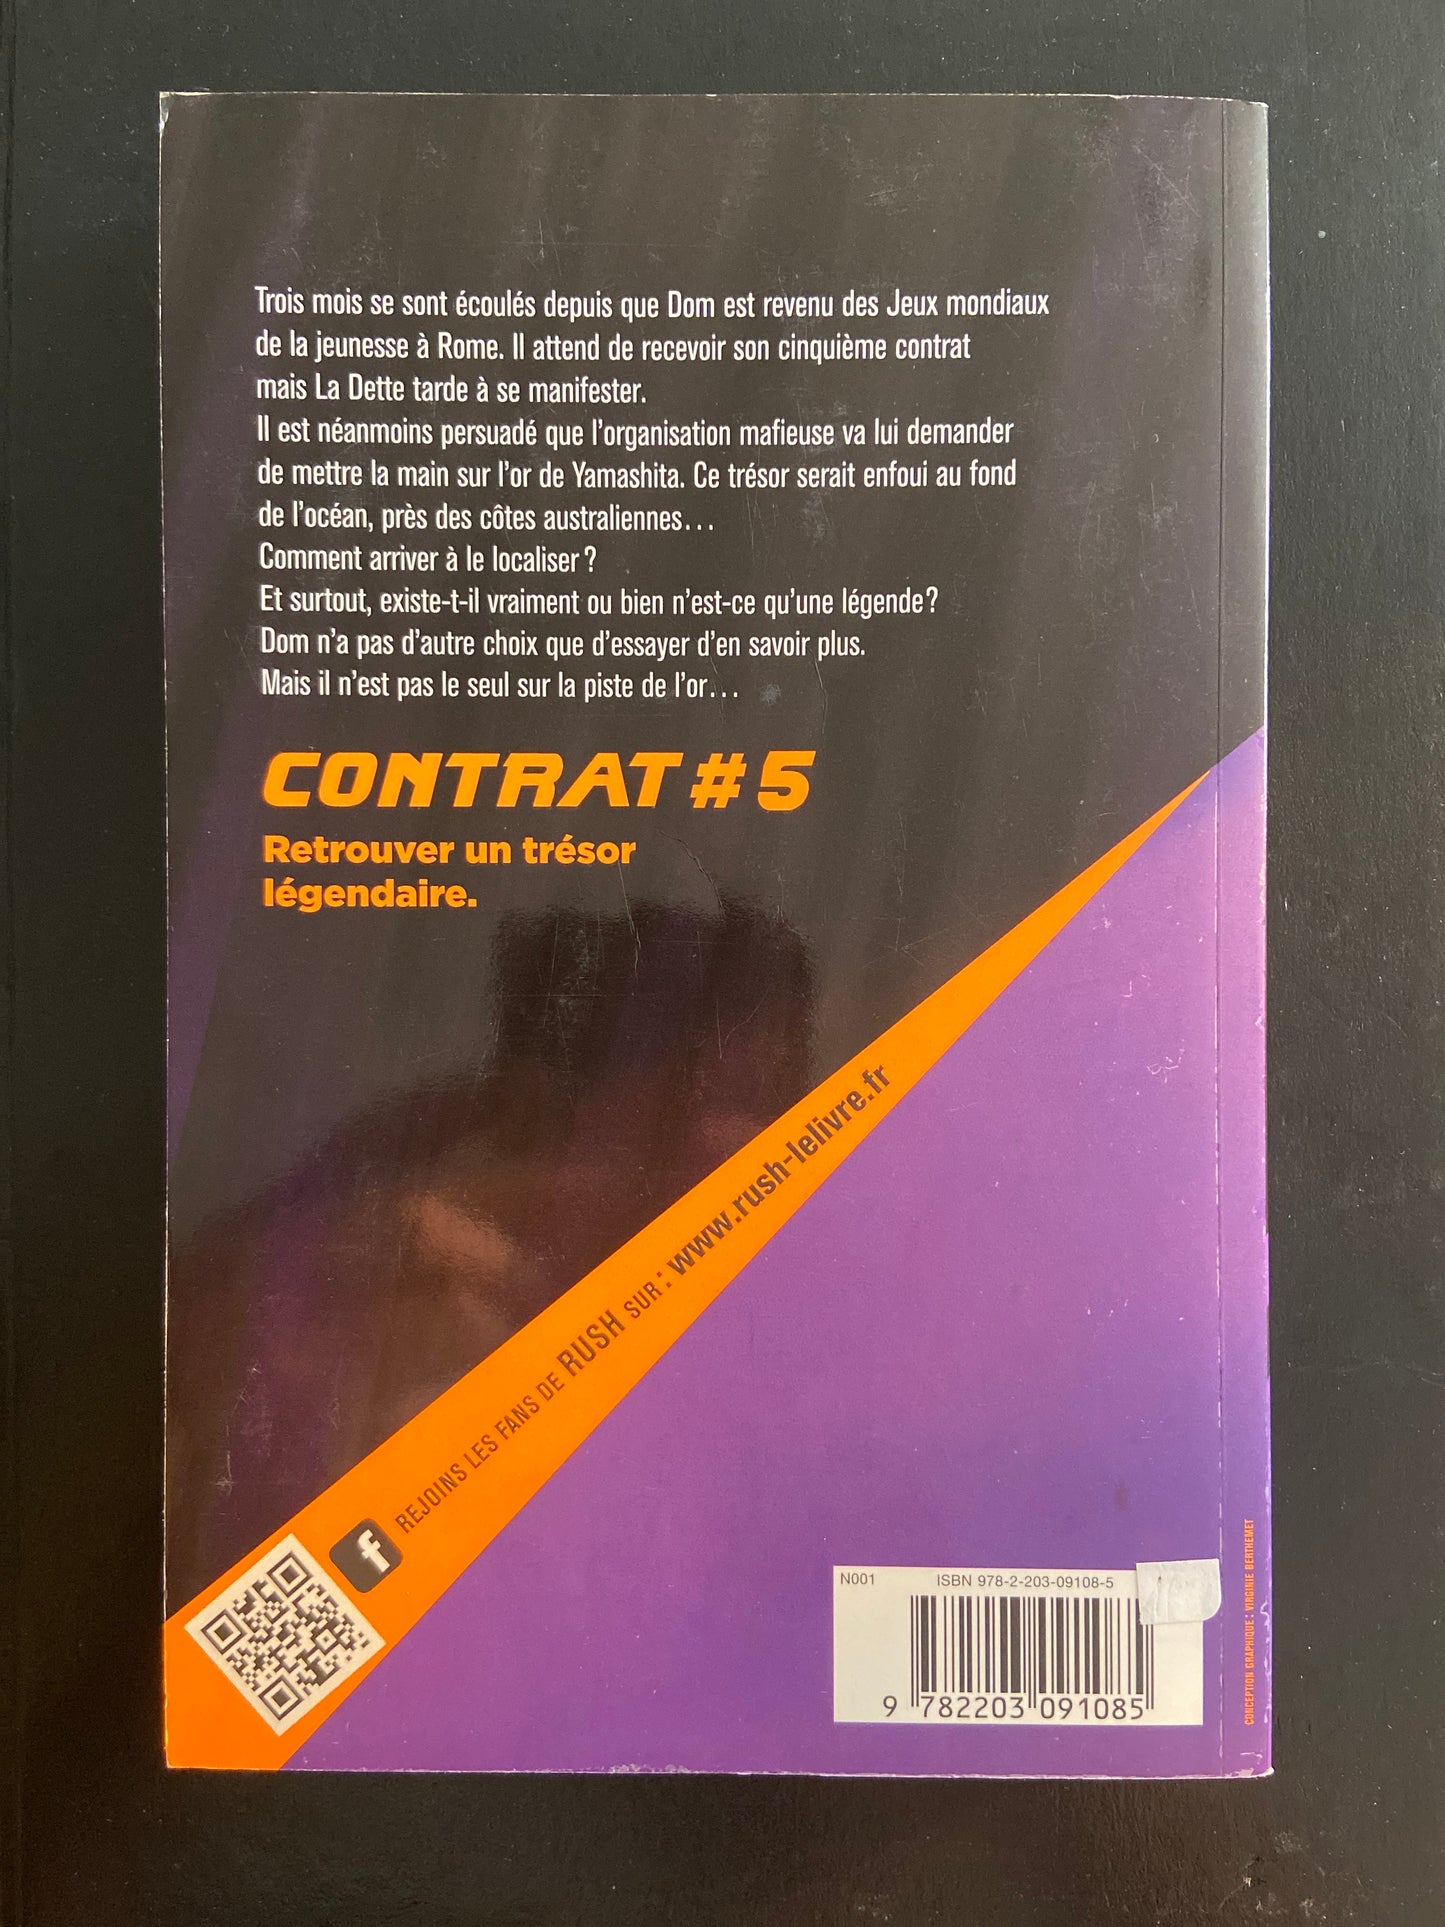 Trois mois se sont écoulés depuis que Dom est revenu des Jeux mondiaux
de la jeunesse à Rome. Il attend de recevoir son cinquième contrat
mais La Dette tarde à se manifester.
Il est néanmoins persuadé que l'organisation mafieuse va lui demander
de mettre la main sur l'or de Yamashita. Ce trésor serait enfoui au fond
de l'océan, près des côtes australiennes...
Comment arriver à le localiser ?
Et surtout, existe-t-il vraiment ou bien n'est-ce qu'une légende ?
Dom n'a pas d'autre choix que d'essayer d'en savoir plus.
Mais il n'est pas le seul sur la piste de l'or...
CONTRAT #5
Retrouver un trésor
légendaire.
f REJOINS LES FANS DE RUSH SUR : www.rush-lelivre.fr
N001 ISBN 978-2-203-09108-5
9 782203 091085
CONCEPTION GRAPHIQUE : VIRGINIE BERTHEMET